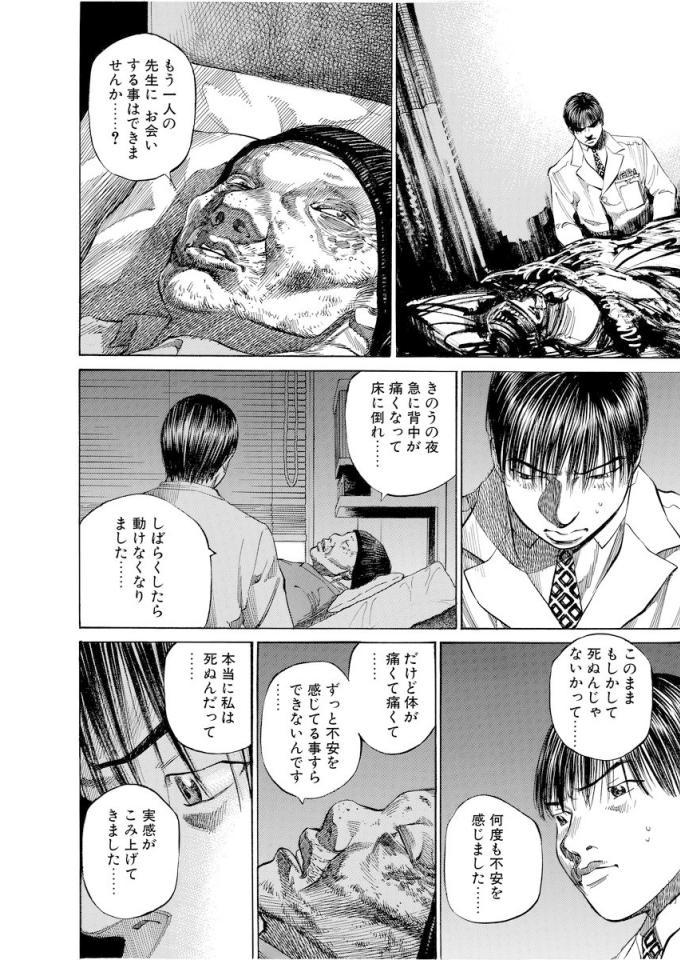 もう一人の
先生に お会い
する事はできま
せんか……？
きのうの夜
急に背中が
痛くなって
床に倒れ……
しばらくしたら
動けなくなり
ました……
このまま
もしかして
死ぬんじゃ
ないかって……
何度も不安を
感じました……
だけど体が
痛くて痛くて
……
ずっと不安を
感じてる事すら
できないんです
本当に私は
死ぬんだって
……
実感が
こみ上げて
きました……